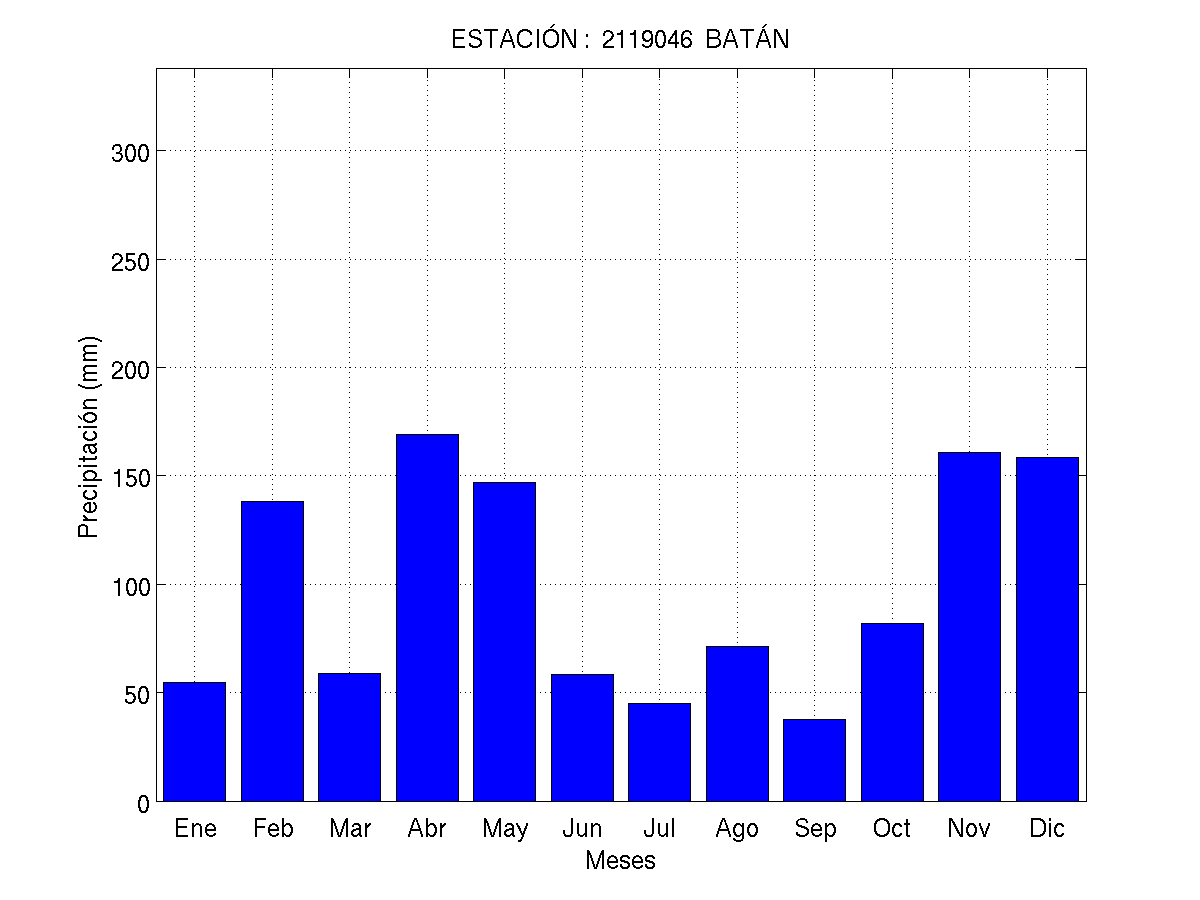 ESTACIÓN : 2119046 BATÁN
300
250
200
150
100
50
0
Precipitación (mm)
Ene Feb Mar Abr May Jun Jul Ago Sep Oct Nov Dic
Meses